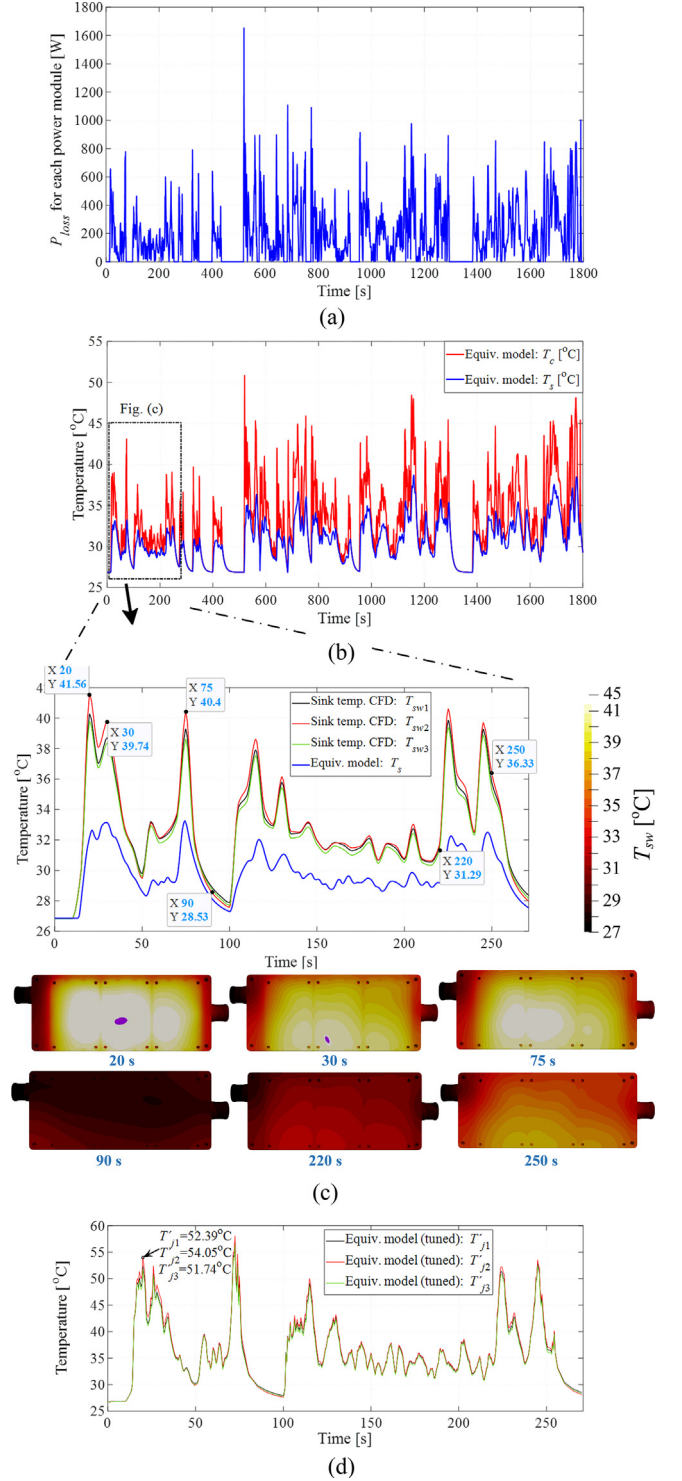 1800
1600
1400
1200
1000
800
600
400
200
0
P_loss for each power module [W]
0 200 400 600 800 1000 1200 1400 1600 1800
Time [s]
(a)
55
50
45
40
35
30
25
Temperature [°C]
Equiv. model: T_c [°C]
Equiv. model: T_s [°C]
Fig. (c)
0 200 400 600 800 1000 1200 1400 1600 1800
Time [s]
(b)
X 20
Y 41.56
X 30
Y 39.74
X 75
Y 40.4
X 90
Y 28.53
X 220
Y 31.29
X 250
Y 36.33
40
38
36
34
32
30
28
26
Temperature [°C]
Sink temp. CFD: T_sw1
Sink temp. CFD: T_sw2
Sink temp. CFD: T_sw3
Equiv. model: T_s
0 50 100 150 200 250
Time [s]
45
44
41
39
37
35
33
31
29
27
T_sw [°C]
20 s 30 s 75 s
90 s 220 s 250 s
(c)
60
55
50
45
40
35
30
25
Temperature [°C]
T′_j1=52.39°C
T′_j2=54.05°C
T′_j3=51.74°C
Equiv. model (tuned): T′_j1
Equiv. model (tuned): T′_j2
Equiv. model (tuned): T′_j3
0 50 100 150 200 250
Time [s]
(d)